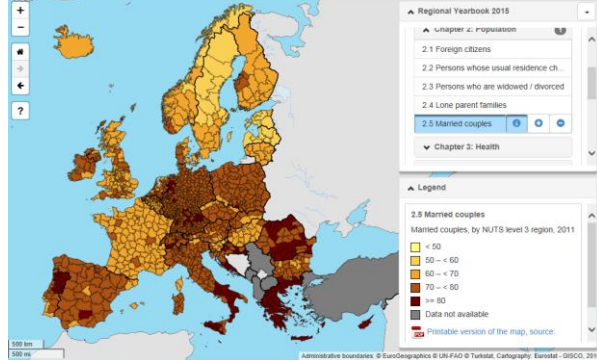 +
−
?
500 km
500 mi
Regional Yearbook 2015
Chapter 2: Population
2.1 Foreign citizens
2.2 Persons whose usual residence ch...
2.3 Persons who are widowed / divorced
2.4 Lone parent families
2.5 Married couples
Chapter 3: Health
Legend
2.5 Married couples
Married couples, by NUTS level 3 region, 2011
< 50
50 – < 60
60 – < 70
70 – < 80
>= 80
Data not available
Printable version of the map, source:
Administrative boundaries: © EuroGeographics © UN-FAO © Turkstat, Cartography: Eurostat - GISCO, 201